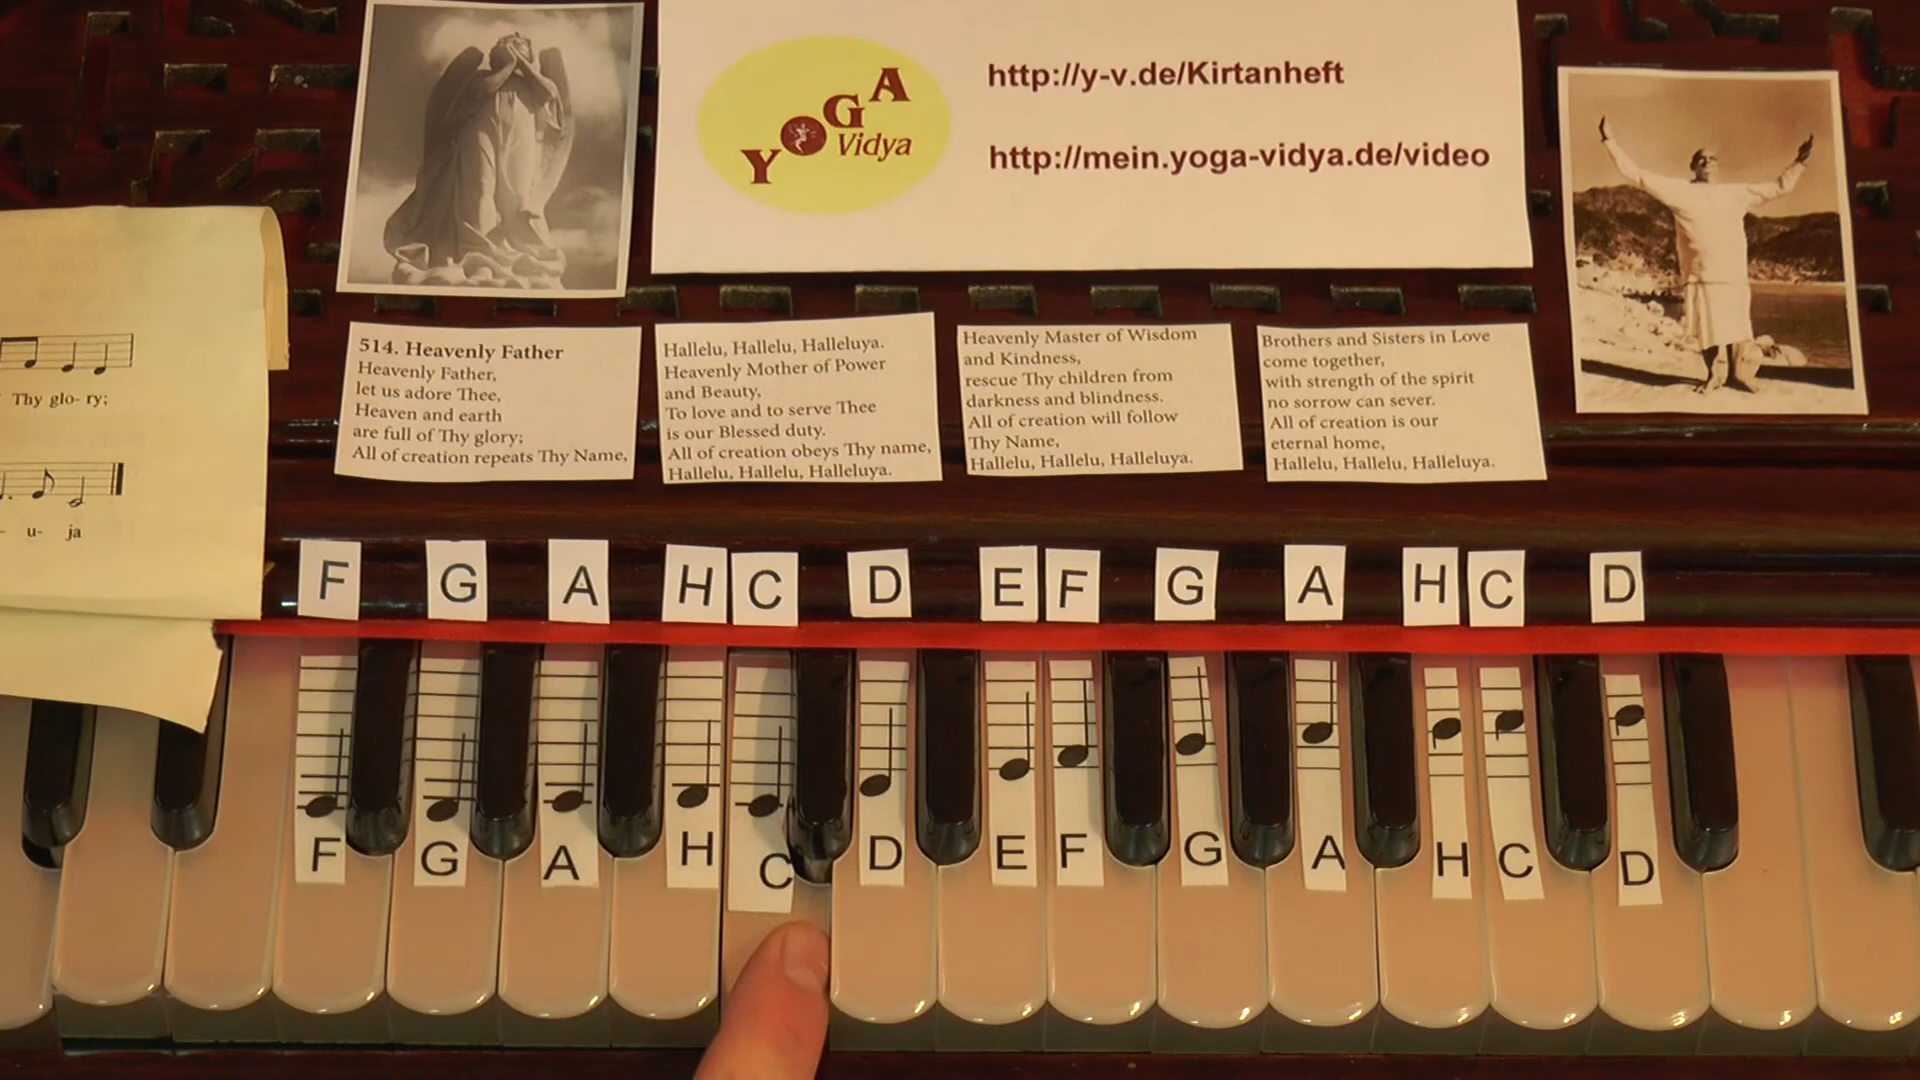 YOGA
Vidya
http://y-v.de/Kirtanheft
http://mein.yoga-vidya.de/video
Thy glo- ry;
- u- ja
514. Heavenly Father
Heavenly Father,
let us adore Thee,
Heaven and earth
are full of Thy glory;
All of creation repeats Thy Name,
Hallelu, Hallelu, Halleluya.
Heavenly Mother of Power
and Beauty,
To love and to serve Thee
is our Blessed duty.
All of creation obeys Thy name,
Hallelu, Hallelu, Halleluya.
Heavenly Master of Wisdom
and Kindness,
rescue Thy children from
darkness and blindness.
All of creation will follow
Thy Name,
Hallelu, Hallelu, Halleluya.
Brothers and Sisters in Love
come together,
with strength of the spirit
no sorrow can sever.
All of creation is our
eternal home,
Hallelu, Hallelu, Halleluya.
F G A H C D E F G A H C D
F G A H C D E F G A H C D